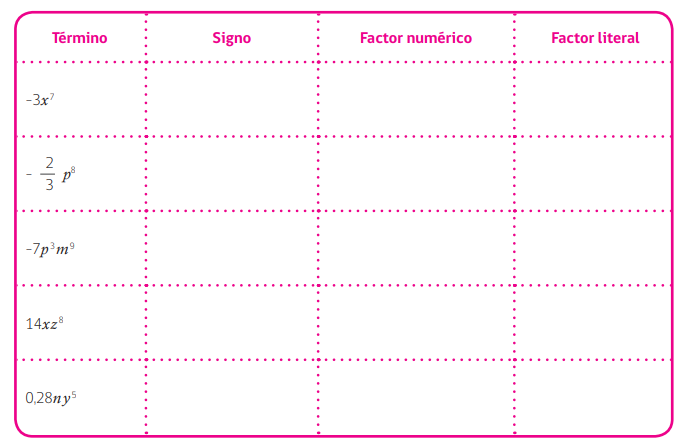 Término Signo Factor numérico Factor literal
-3x⁷
- 2/3 p⁸
-7p³m⁹
14xz⁸
0,28ny⁵